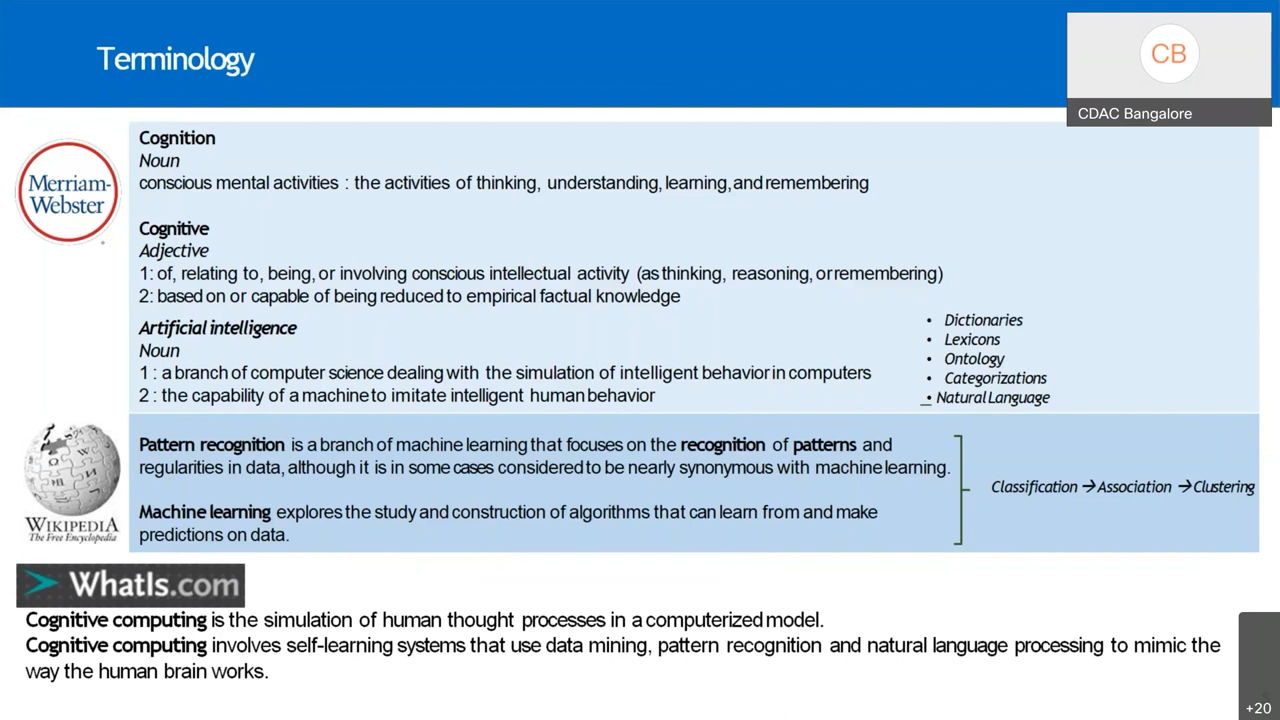 Terminology
CB
CDAC Bangalore
Merriam-
Webster
Cognition
Noun
conscious mental activities : the activities of thinking, understanding, learning, and remembering
Cognitive
Adjective
1: of, relating to, being, or involving conscious intellectual activity (as thinking, reasoning, or remembering)
2: based on or capable of being reduced to empirical factual knowledge
Artificial intelligence
Noun
1 : a branch of computer science dealing with the simulation of intelligent behavior in computers
2 : the capability of a machine to imitate intelligent human behavior
• Dictionaries
• Lexicons
• Ontology
• Categorizations
• Natural Language
WIKIPEDIA
The Free Encyclopedia
Pattern recognition is a branch of machine learning that focuses on the recognition of patterns and
regularities in data, although it is in some cases considered to be nearly synonymous with machine learning.
Machine learning explores the study and construction of algorithms that can learn from and make
predictions on data.
Classification → Association → Clustering
WhatIs.com
Cognitive computing is the simulation of human thought processes in a computerized model.
Cognitive computing involves self-learning systems that use data mining, pattern recognition and natural language processing to mimic the
way the human brain works.
+20